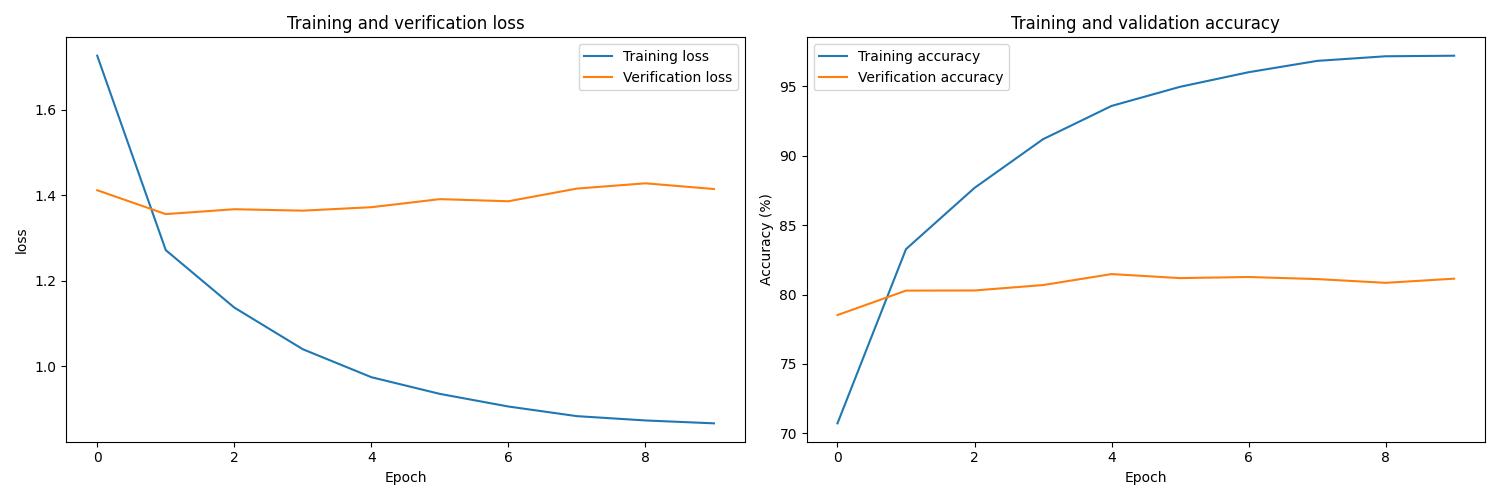 Training and verification loss
Training loss
Verification loss
loss
1.6
1.4
1.2
1.0
0 2 4 6 8
Epoch
Training and validation accuracy
Training accuracy
Verification accuracy
Accuracy (%)
95
90
85
80
75
70
0 2 4 6 8
Epoch